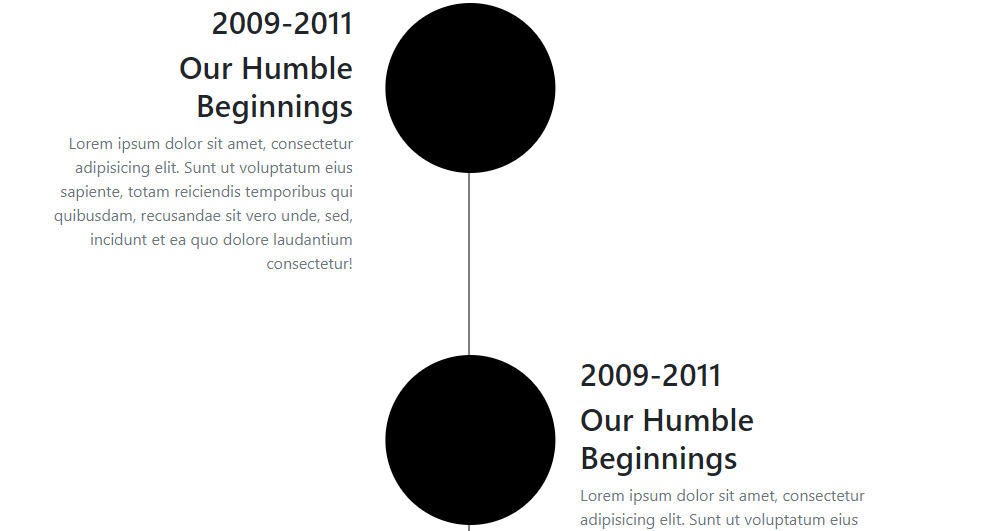 2009-2011
Our Humble
Beginnings
Lorem ipsum dolor sit amet, consectetur
adipisicing elit. Sunt ut voluptatum eius
sapiente, totam reiciendis temporibus qui
quibusdam, recusandae sit vero unde, sed,
incidunt et ea quo dolore laudantium
consectetur!
2009-2011
Our Humble
Beginnings
Lorem ipsum dolor sit amet, consectetur
adipisicing elit. Sunt ut voluptatum eius